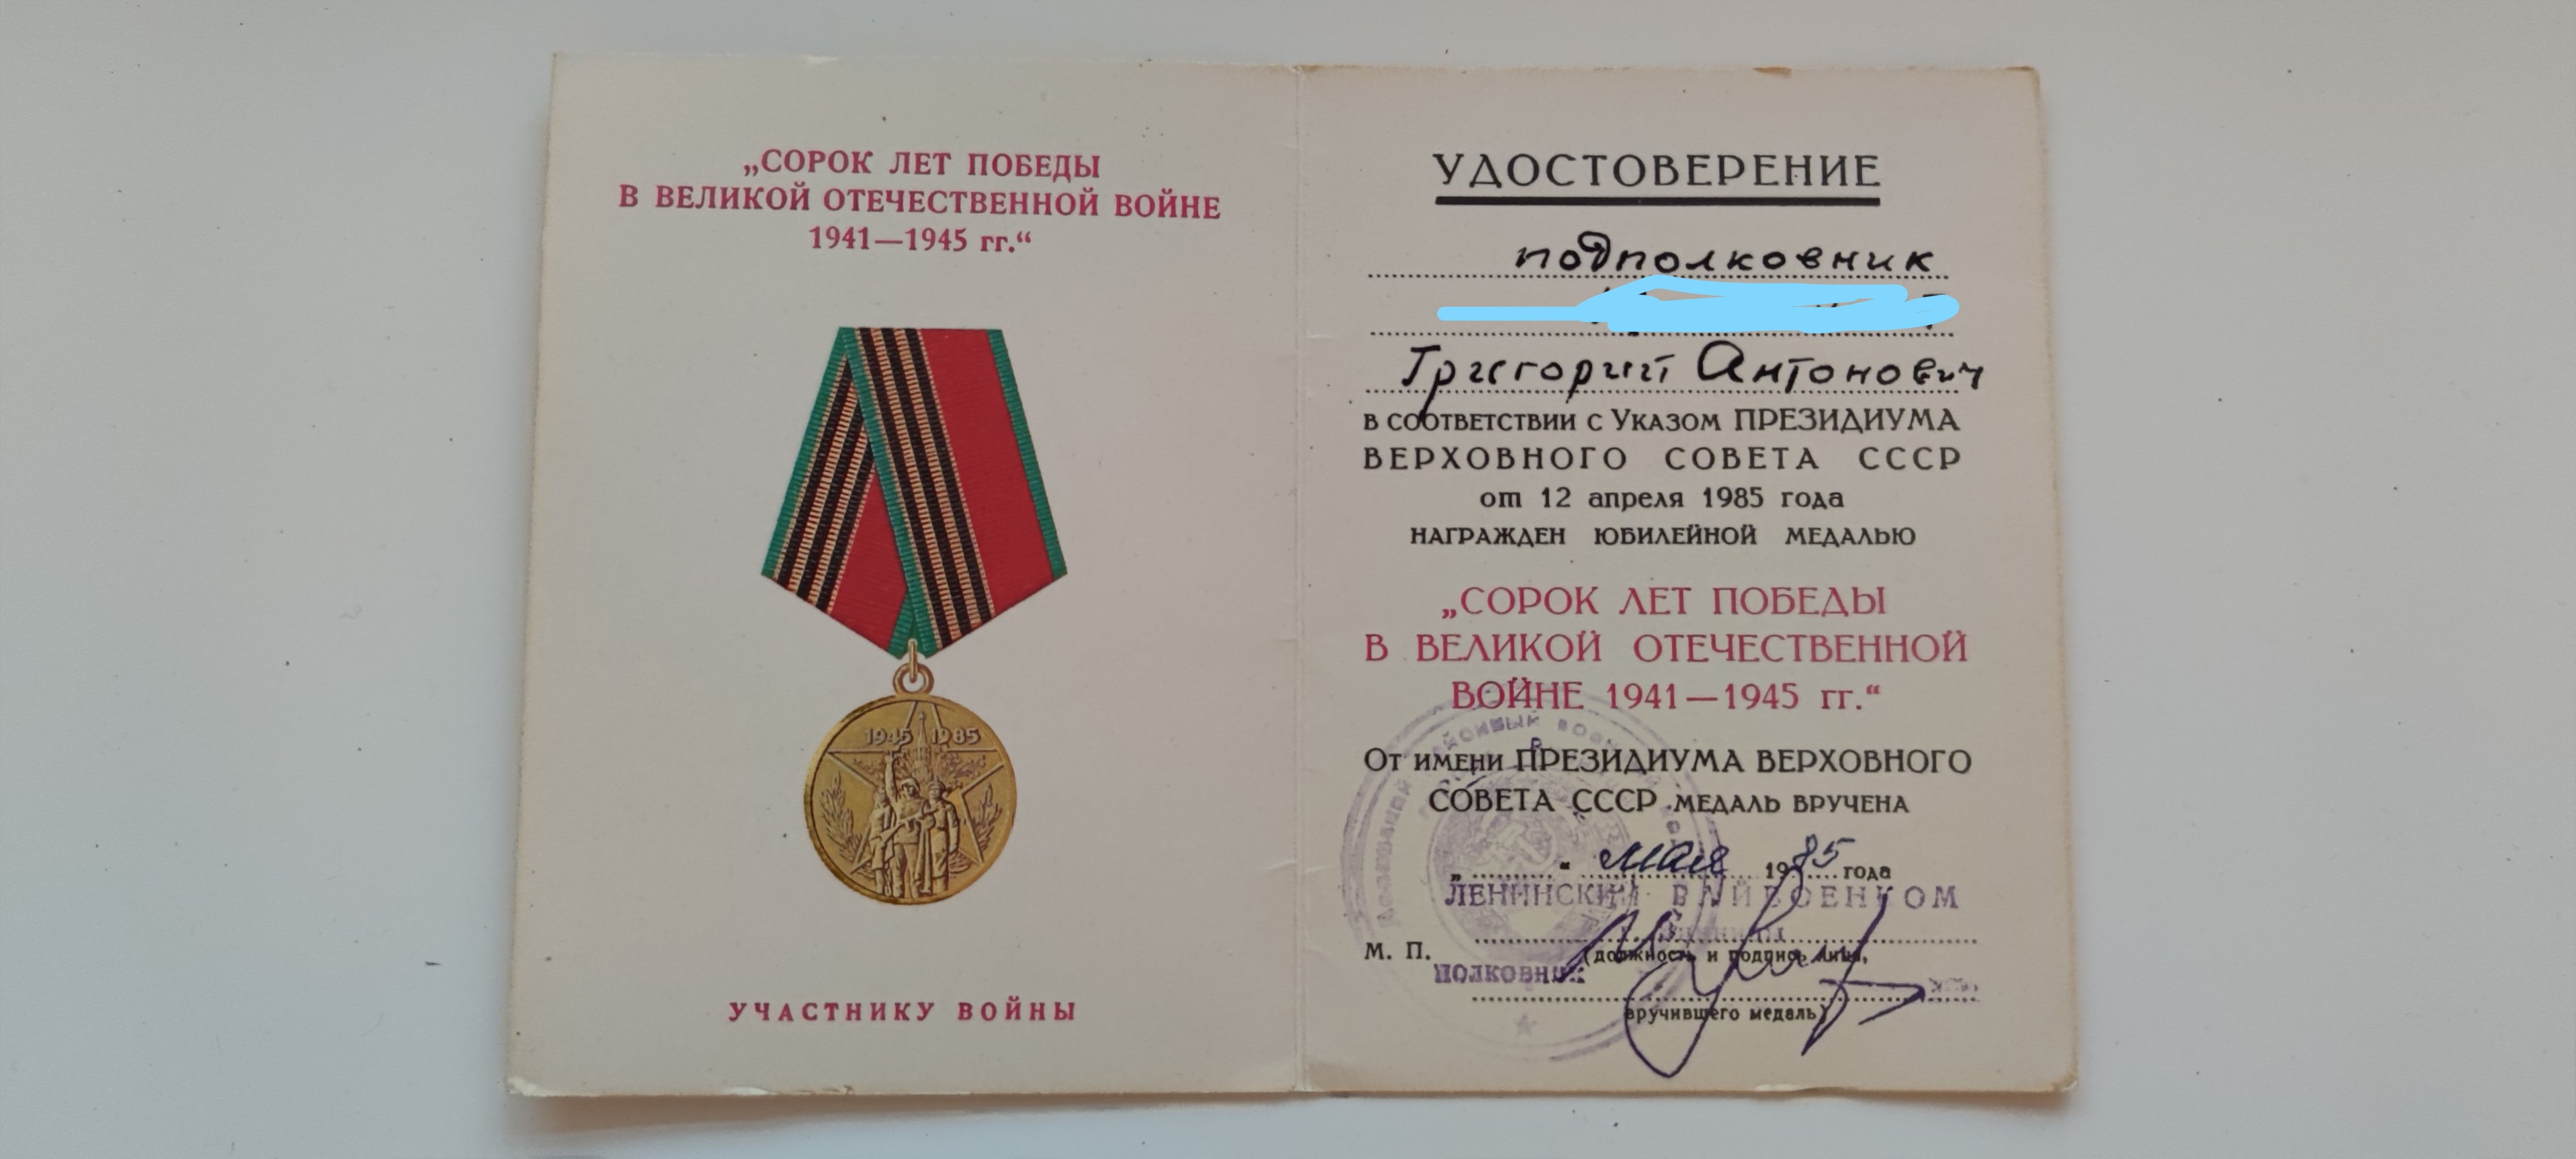 „СОРОК ЛЕТ ПОБЕДЫ
В ВЕЛИКОЙ ОТЕЧЕСТВЕННОЙ ВОЙНЕ
1941—1945 гг.“
1945 1985
УЧАСТНИКУ ВОЙНЫ
УДОСТОВЕРЕНИЕ
подполковник
Григорий Антонович
в соответствии с Указом ПРЕЗИДИУМА
ВЕРХОВНОГО СОВЕТА СССР
от 12 апреля 1985 года
НАГРАЖДЕН ЮБИЛЕЙНОЙ МЕДАЛЬЮ
„СОРОК ЛЕТ ПОБЕДЫ
В ВЕЛИКОЙ ОТЕЧЕСТВЕННОЙ
ВОЙНЕ 1941—1945 гг.“
От имени ПРЕЗИДИУМА ВЕРХОВНОГО
СОВЕТА СССР МЕДАЛЬ ВРУЧЕНА
„ “ мая 1985 года
ЛЕНИНСКИЙ РАЙВОЕНКОМ
М. П.
(должность и подпись лица,
ПОЛКОВНИК
вручившего медаль)